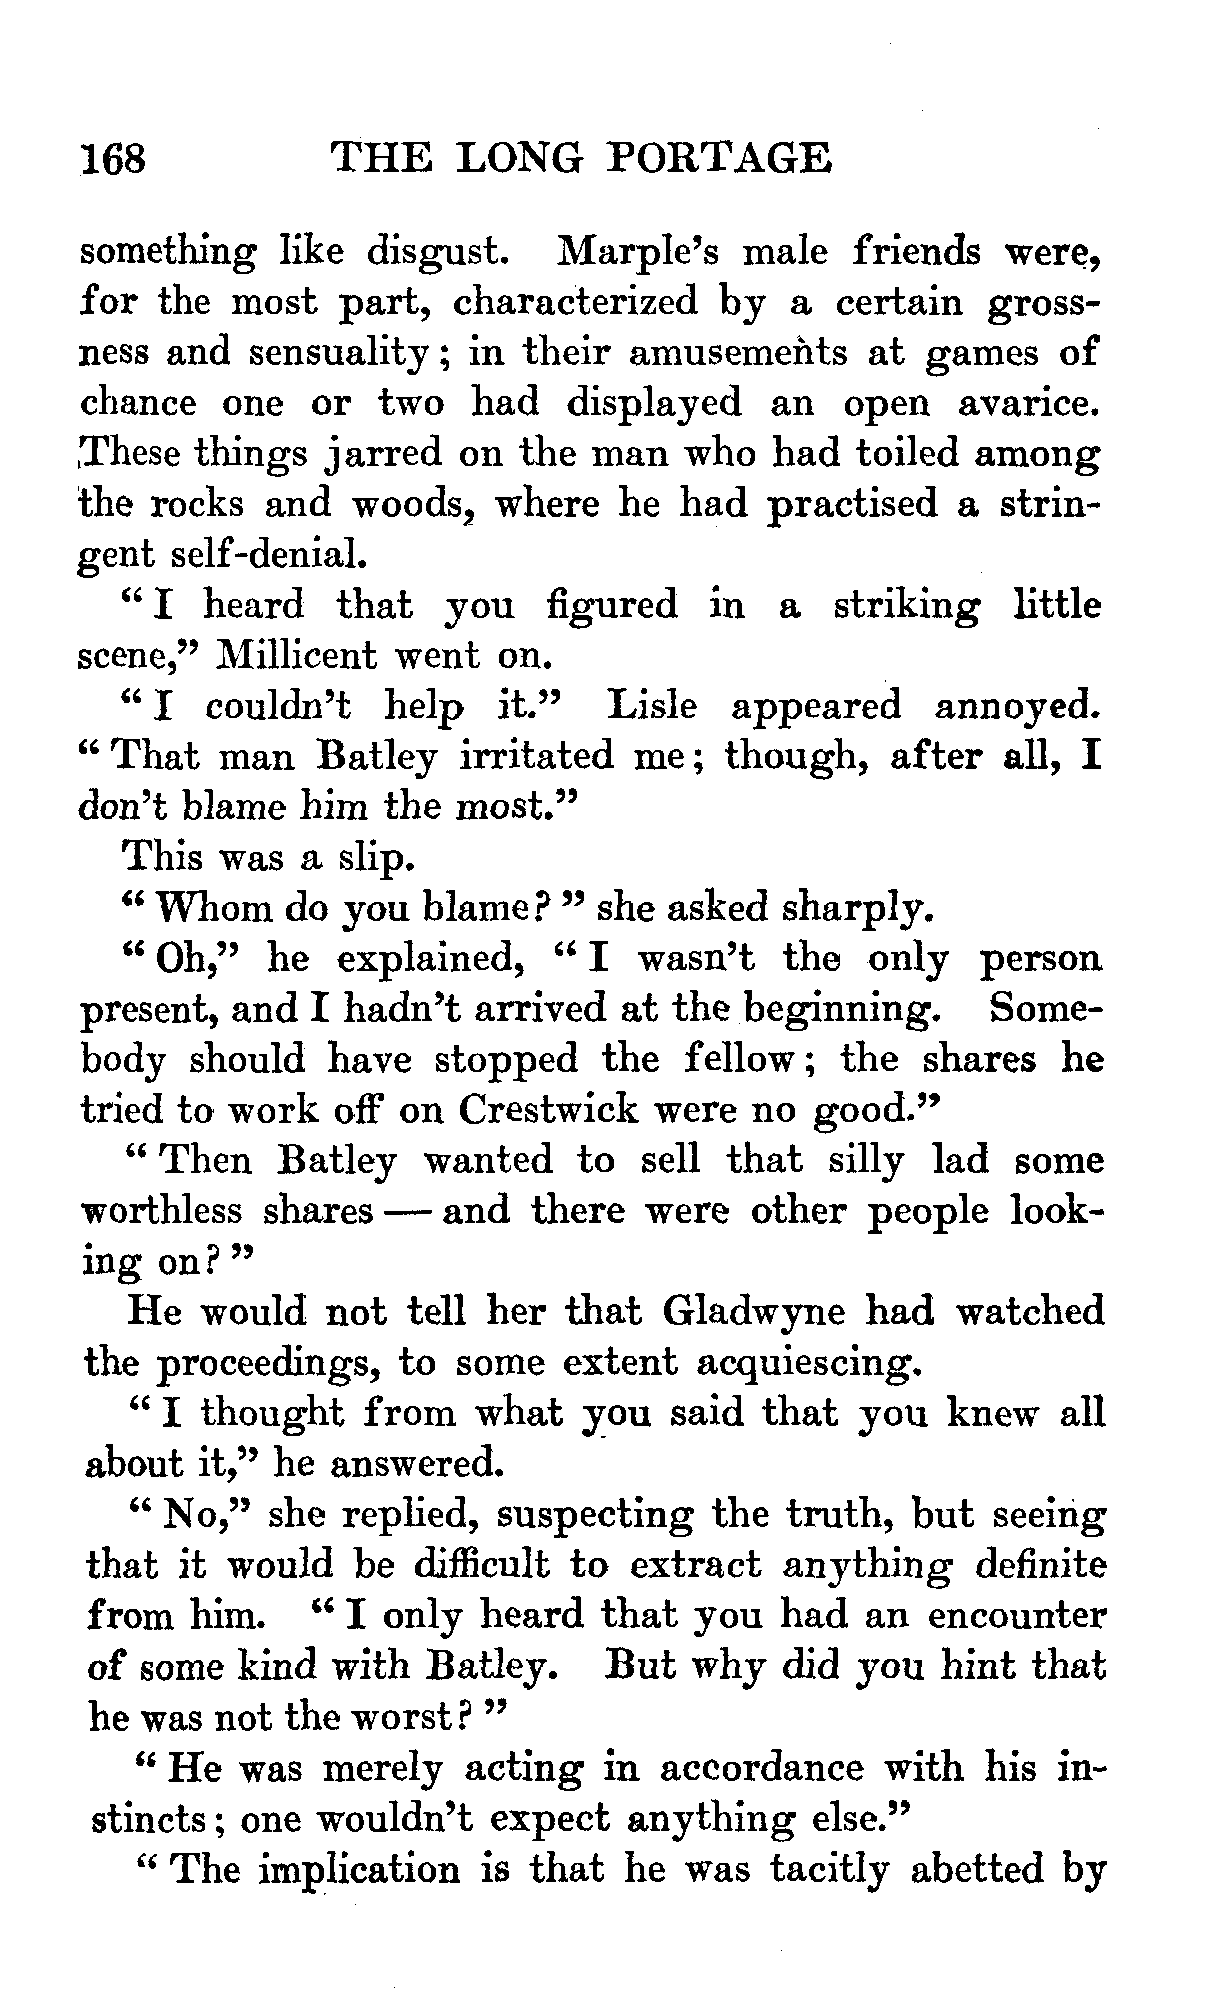 168 THE LONG PORTAGE
something like disgust. Marple's male friends were,
for the most part, characterized by a certain gross-
ness and sensuality; in their amusements at games of
chance one or two had displayed an open avarice.
These things jarred on the man who had toiled among
the rocks and woods, where he had practised a strin-
gent self-denial.
"I heard that you figured in a striking little
scene," Millicent went on.
"I couldn't help it." Lisle appeared annoyed.
"That man Batley irritated me; though, after all, I
don't blame him the most."
This was a slip.
"Whom do you blame?" she asked sharply.
"Oh," he explained, "I wasn't the only person
present, and I hadn't arrived at the beginning. Some-
body should have stopped the fellow; the shares he
tried to work off on Crestwick were no good."
"Then Batley wanted to sell that silly lad some
worthless shares — and there were other people look-
ing on?"
He would not tell her that Gladwyne had watched
the proceedings, to some extent acquiescing.
"I thought from what you said that you knew all
about it," he answered.
"No," she replied, suspecting the truth, but seeing
that it would be difficult to extract anything definite
from him. "I only heard that you had an encounter
of some kind with Batley. But why did you hint that
he was not the worst?"
"He was merely acting in accordance with his in-
stincts; one wouldn't expect anything else."
"The implication is that he was tacitly abetted by